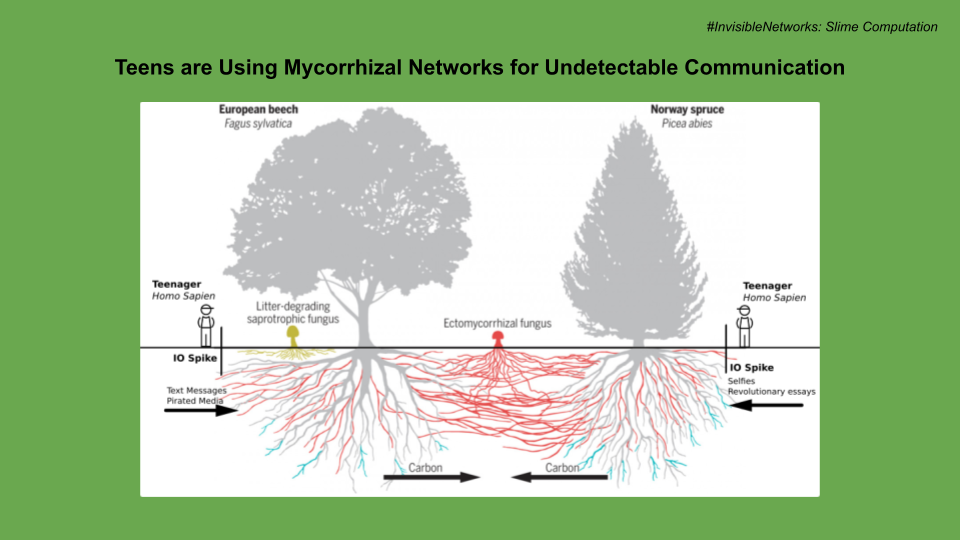 #InvisibleNetworks: Slime Computation
Teens are Using Mycorrhizal Networks for Undetectable Communication
European beech
Fagus sylvatica
Norway spruce
Picea abies
Teenager
Homo Sapien
Litter-degrading
saprotrophic fungus
Ectomycorrhizal fungus
Teenager
Homo Sapien
IO Spike
Text Messages
Pirated Media
IO Spike
Selfies
Revolutionary essays
Carbon
Carbon